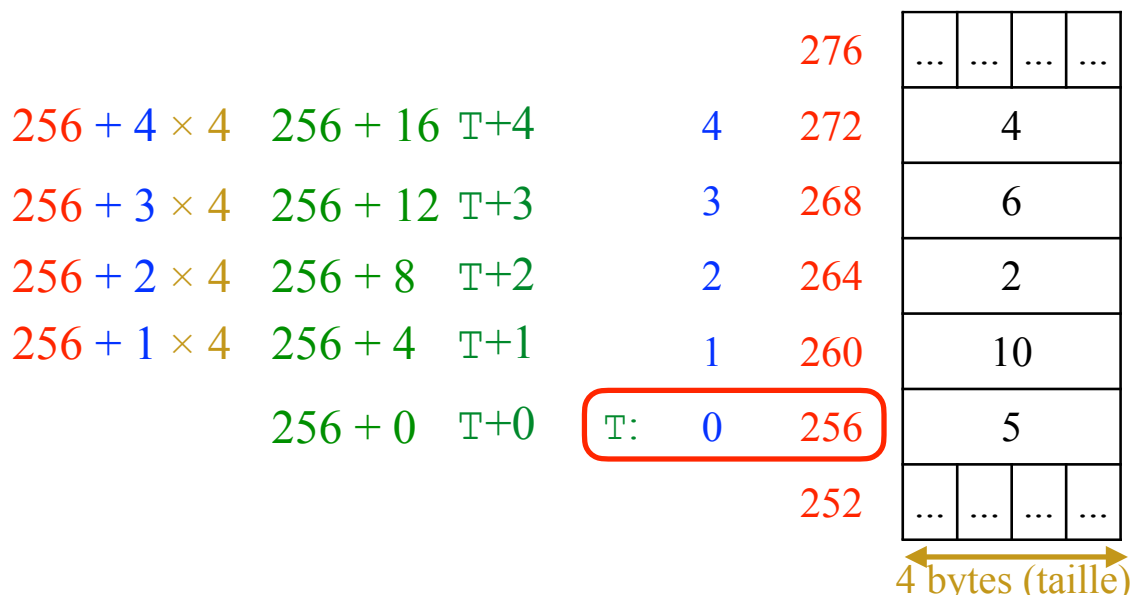 276 ... ... ... ...
256 + 4 × 4 256 + 16 T+4 4 272 4
256 + 3 × 4 256 + 12 T+3 3 268 6
256 + 2 × 4 256 + 8 T+2 2 264 2
256 + 1 × 4 256 + 4 T+1 1 260 10
256 + 0 T+0 T: 0 256 5
252 ... ... ... ...
4 bytes (taille)